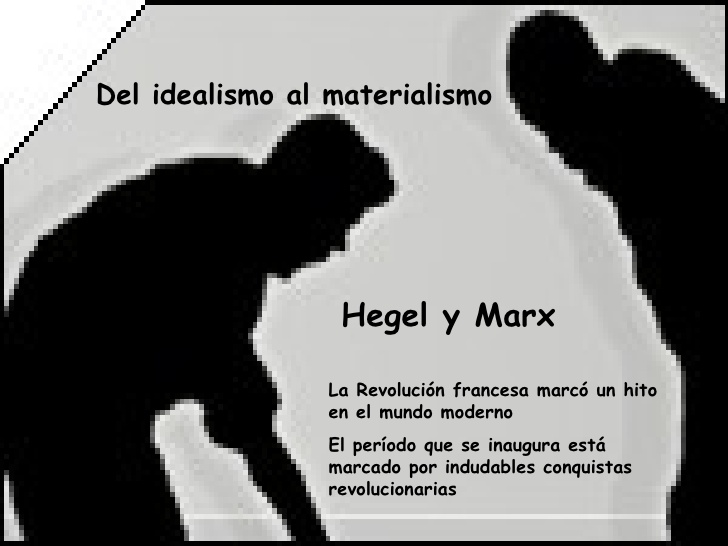 Del idealismo al materialismo
Hegel y Marx
La Revolución francesa marcó un hito
en el mundo moderno
El período que se inaugura está
marcado por indudables conquistas
revolucionarias